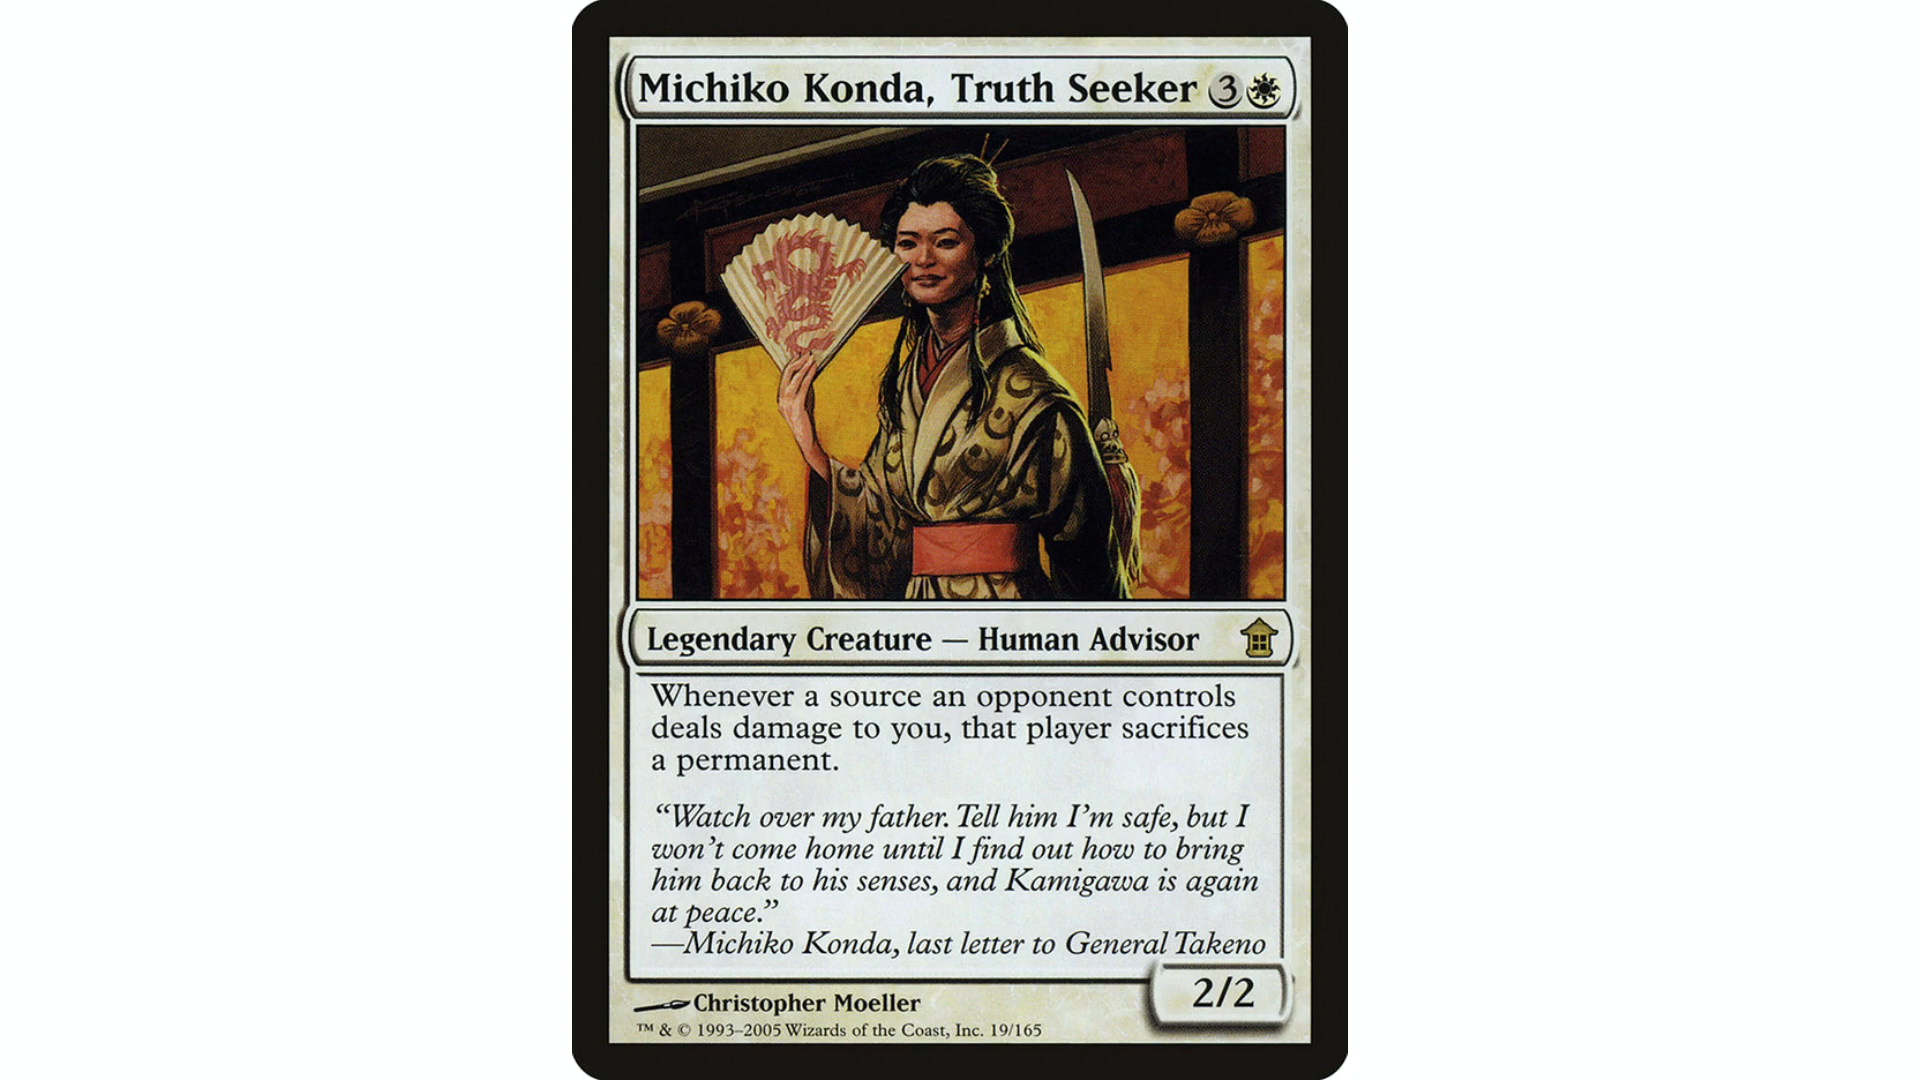 Michiko Konda, Truth Seeker 3
Legendary Creature — Human Advisor
Whenever a source an opponent controls
deals damage to you, that player sacrifices
a permanent.
“Watch over my father. Tell him I’m safe, but I
won’t come home until I find out how to bring
him back to his senses, and Kamigawa is again
at peace.”
—Michiko Konda, last letter to General Takeno
2/2
Christopher Moeller
™ & © 1993–2005 Wizards of the Coast, Inc. 19/165